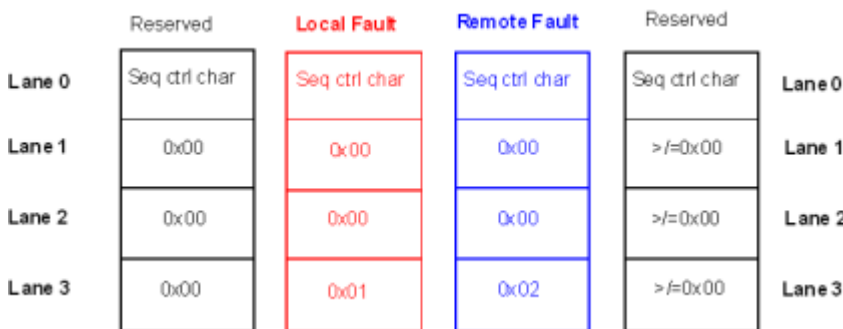 Reserved Local Fault Remote Fault Reserved
Lane 0 Seq ctrl char Seq ctrl char Seq ctrl char Seq ctrl char Lane 0
Lane 1 0x00 0x00 0x00 >/=0x00 Lane 1
Lane 2 0x00 0x00 0x00 >/=0x00 Lane 2
Lane 3 0x00 0x01 0x02 >/=0x00 Lane 3